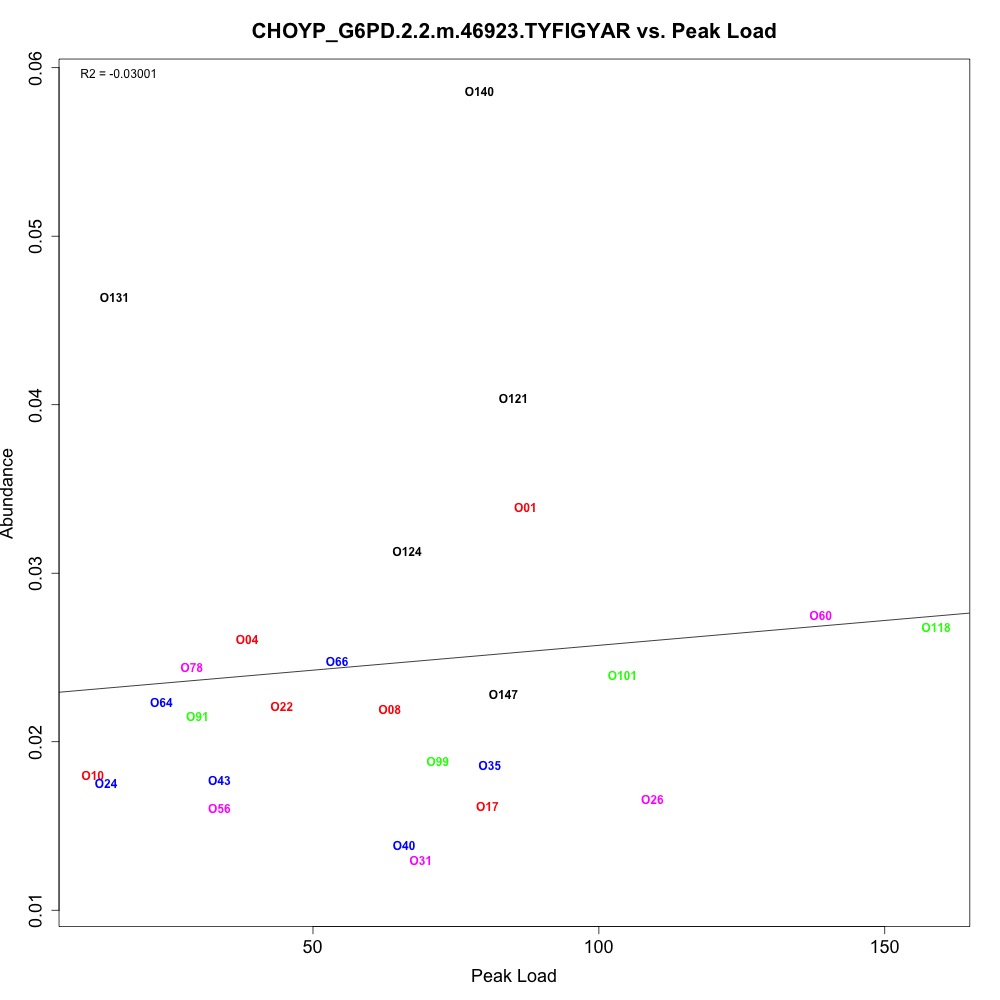 CHOYP_G6PD.2.2.m.46923.TYFIGYAR vs. Peak Load
R2 = -0.03001
0.06
O140
0.05
O131
0.04
O121
O01
Abundance
O124
0.03
O60
O118
O04
O66
O78
O101
O147
O64
O22
O08
O91
0.02
O99
O35
O10
O24
O43
O26
O56
O17
O40
O31
0.01
50
100
150
Peak Load